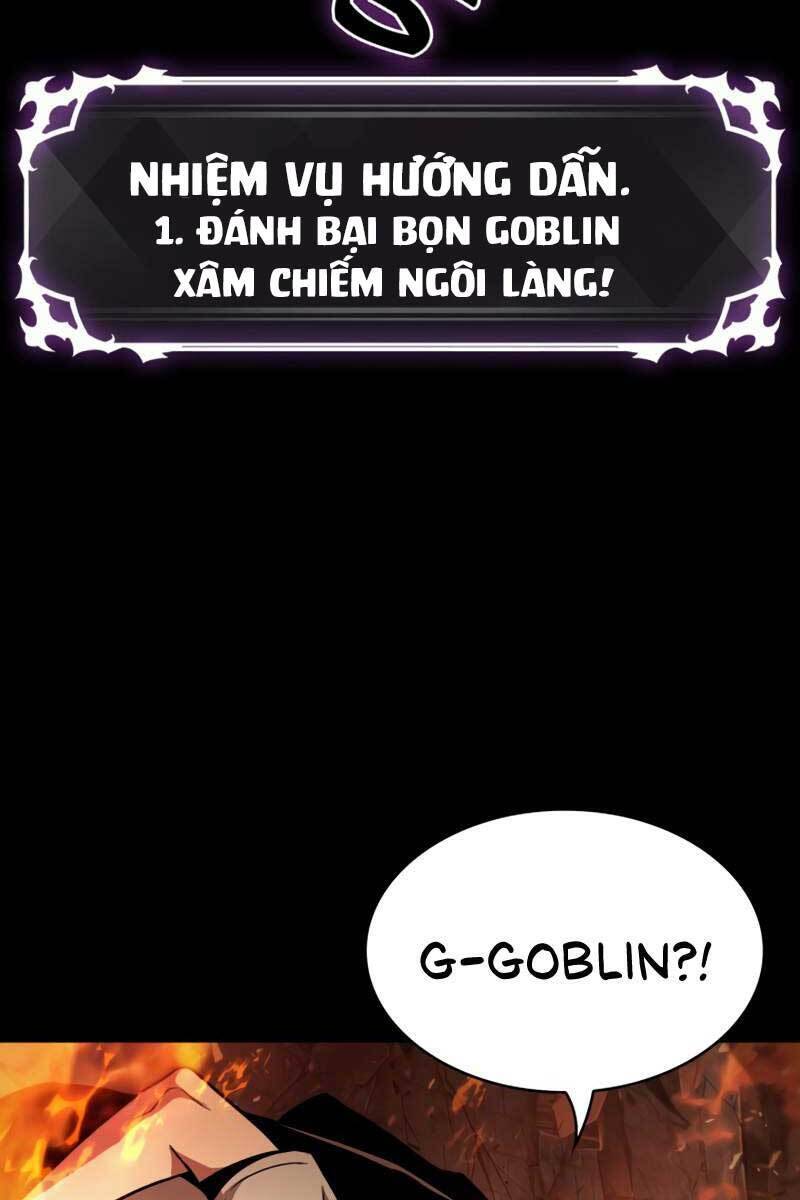 NHIỆM VỤ HƯỚNG DẪN.
1. ĐÁNH BẠI BỌN GOBLIN
XÂM CHIẾM NGÔI LÀNG!
G-GOBLIN?!